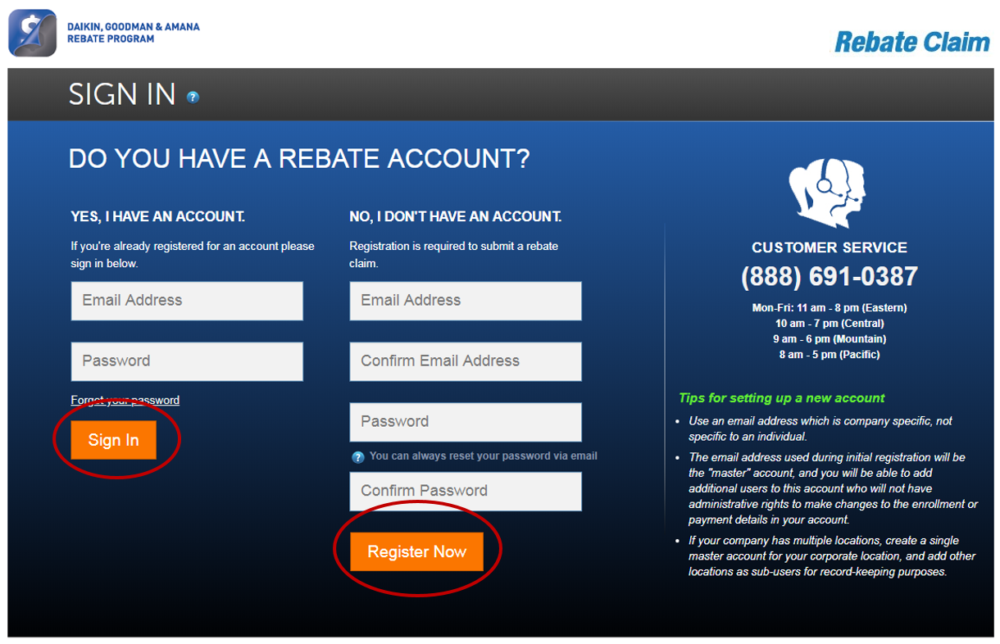 DAIKIN, GOODMAN & AMANA
REBATE PROGRAM
Rebate Claim
SIGN IN ?
DO YOU HAVE A REBATE ACCOUNT?
YES, I HAVE AN ACCOUNT.
If you're already registered for an account please
sign in below.
Email Address
Password
Forgot your password
Sign In
NO, I DON'T HAVE AN ACCOUNT.
Registration is required to submit a rebate
claim.
Email Address
Confirm Email Address
Password
? You can always reset your password via email
Confirm Password
Register Now
CUSTOMER SERVICE
(888) 691-0387
Mon-Fri: 11 am - 8 pm (Eastern)
10 am - 7 pm (Central)
9 am - 6 pm (Mountain)
8 am - 5 pm (Pacific)
Tips for setting up a new account
• Use an email address which is company specific, not
specific to an individual.
• The email address used during initial registration will be
the "master" account, and you will be able to add
additional users to this account who will not have
administrative rights to make changes to the enrollment or
payment details in your account.
• If your company has multiple locations, create a single
master account for your corporate location, and add other
locations as sub-users for record-keeping purposes.